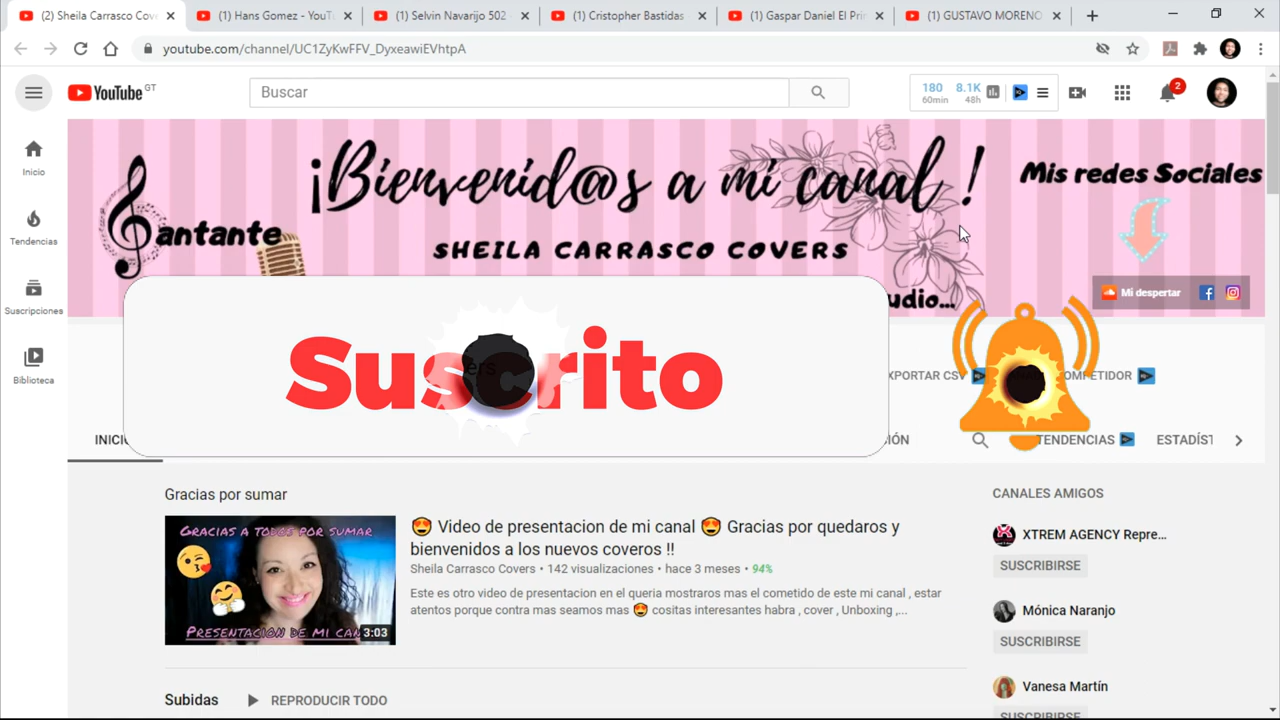 (2) Sheila Carrasco Cove
(1) Hans Gomez - YouT
(1) Selvin Navarijo 502 -
(1) Cristopher Bastidas
(1) Gaspar Daniel El Prin
(1) GUSTAVO MORENO
youtube.com/channel/UC1ZyKwFFV_DyxeawiEVhtpA
YouTube GT
Buscar
180 8.1K
60min 48h
2
¡Bienvenid@s a mi canal!
Mis redes Sociales
antante
SHEILA CARRASCO COVERS
udio...
Mi despertar
Suscrito
XPORTAR CSV
OMPETIDOR
Inicio
Tendencias
Suscripciones
Biblioteca
INICI
IÓN
TENDENCIAS
ESTADÍST
Gracias por sumar
GRACIAS A TODOS POR SUMAR
PRESENTACION DE MI CAN
3:03
😍 Video de presentacion de mi canal 😍 Gracias por quedaros y
bienvenidos a los nuevos coveros !!
Sheila Carrasco Covers • 142 visualizaciones • hace 3 meses • 94%
Este es otro video de presentacion en el queria mostraros mas el cometido de este mi canal , estar
atentos porque contra mas seamos mas 😍 cositas interesantes habra , cover , Unboxing ,...
CANALES AMIGOS
XTREM AGENCY Repre...
SUSCRIBIRSE
Mónica Naranjo
SUSCRIBIRSE
Vanesa Martín
SUSCRIBIRSE
Subidas
REPRODUCIR TODO